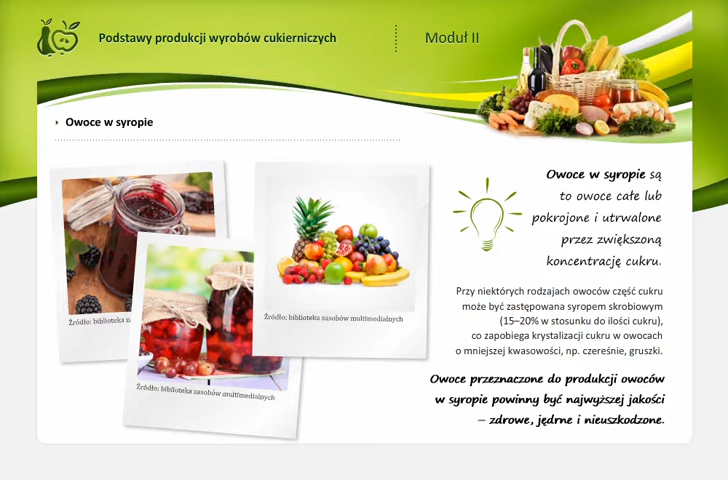 Podstawy produkcji wyrobów cukierniczych
Moduł II
Owoce w syropie
Źródło: biblioteka z
Źródło: biblioteka zasobów multimedialnych
Źródło: biblioteka zasobów multimedialnych
Owoce w syropie są
to owoce całe lub
pokrojone i utrwalone
przez zwiększoną
koncentrację cukru.
Przy niektórych rodzajach owoców część cukru
może być zastępowana syropem skrobiowym
(15–20% w stosunku do ilości cukru),
co zapobiega krystalizacji cukru w owocach
o mniejszej kwasowości, np. czereśnie, gruszki.
Owoce przeznaczone do produkcji owoców
w syropie powinny być najwyższej jakości
– zdrowe, jędrne i nieuszkodzone.